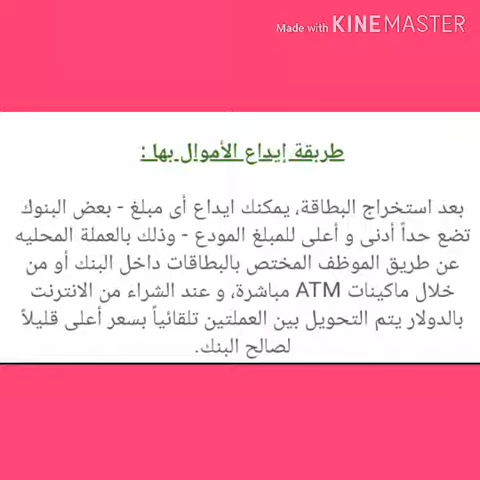 Made with KINEMASTER
طريقة إيداع الأموال بها :
بعد استخراج البطاقة، يمكنك ايداع أى مبلغ - بعض البنوك
تضع حداً أدنى و أعلى للمبلغ المودع - وذلك بالعملة المحليه
عن طريق الموظف المختص بالبطاقات داخل البنك أو من
خلال ماكينات ATM مباشرة، و عند الشراء من الانترنت
بالدولار يتم التحويل بين العملتين تلقائياً بسعر أعلى قليلاً
لصالح البنك.